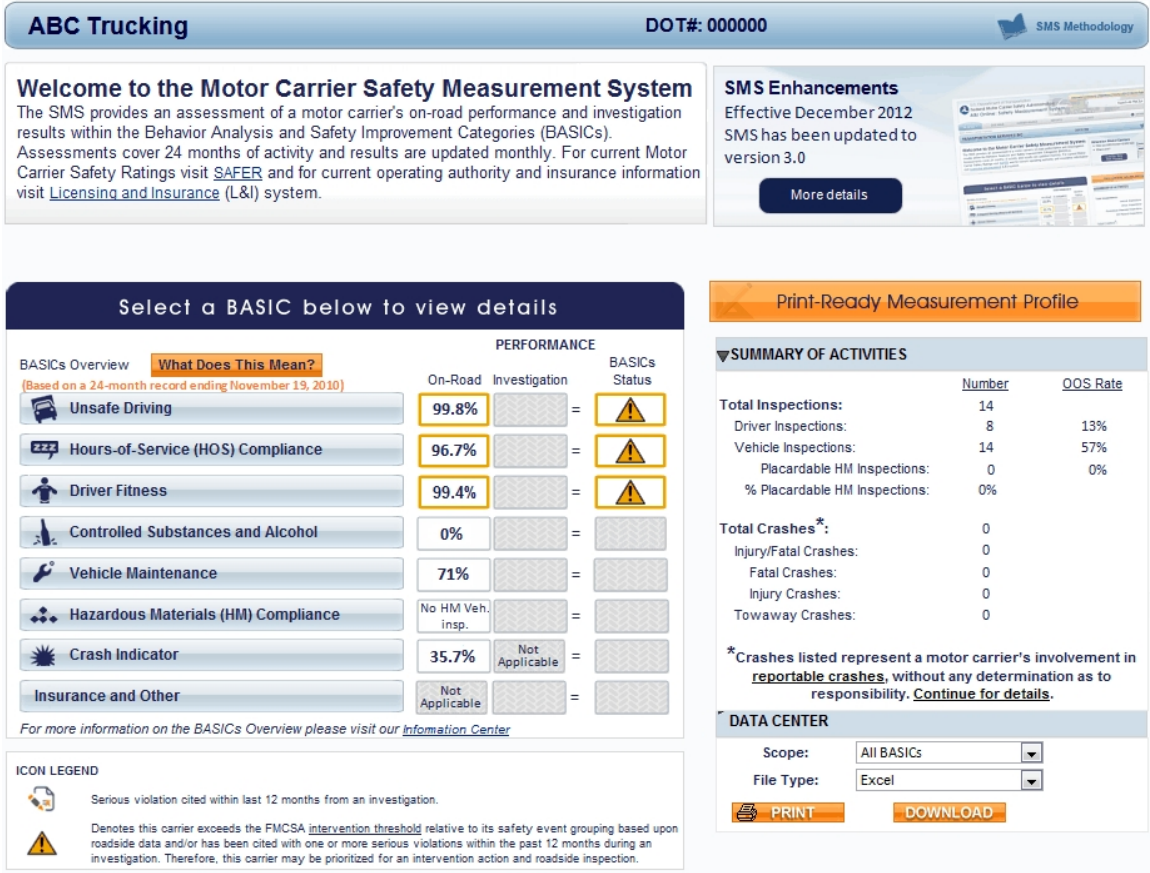 ABC Trucking
DOT#: 000000
SMS Methodology
Welcome to the Motor Carrier Safety Measurement System
The SMS provides an assessment of a motor carrier's on-road performance and investigation
results within the Behavior Analysis and Safety Improvement Categories (BASICs).
Assessments cover 24 months of activity and results are updated monthly. For current Motor
Carrier Safety Ratings visit SAFER and for current operating authority and insurance information
visit Licensing and Insurance (L&I) system.
SMS Enhancements
Effective December 2012
SMS has been updated to
version 3.0
More details
Select a BASIC below to view details
PERFORMANCE
BASICs Overview What Does This Mean?
(Based on a 24-month record ending November 19, 2010)
On-Road Investigation BASICs Status
Unsafe Driving 99.8% =
ZZZ Hours-of-Service (HOS) Compliance 96.7% =
Driver Fitness 99.4% =
Controlled Substances and Alcohol 0% =
Vehicle Maintenance 71% =
Hazardous Materials (HM) Compliance No HM Veh. insp. =
Crash Indicator 35.7% Not Applicable =
Insurance and Other Not Applicable =
For more information on the BASICs Overview please visit our Information Center
ICON LEGEND
Serious violation cited within last 12 months from an investigation.
Denotes this carrier exceeds the FMCSA intervention threshold relative to its safety event grouping based upon
roadside data and/or has been cited with one or more serious violations within the past 12 months during an
investigation. Therefore, this carrier may be prioritized for an intervention action and roadside inspection.
Print-Ready Measurement Profile
SUMMARY OF ACTIVITIES
Number OOS Rate
Total Inspections: 14
Driver Inspections: 8 13%
Vehicle Inspections: 14 57%
Placardable HM Inspections: 0 0%
% Placardable HM Inspections: 0%
Total Crashes*: 0
Injury/Fatal Crashes: 0
Fatal Crashes: 0
Injury Crashes: 0
Towaway Crashes: 0
*Crashes listed represent a motor carrier's involvement in
reportable crashes, without any determination as to
responsibility. Continue for details.
DATA CENTER
Scope: All BASICs
File Type: Excel
PRINT DOWNLOAD